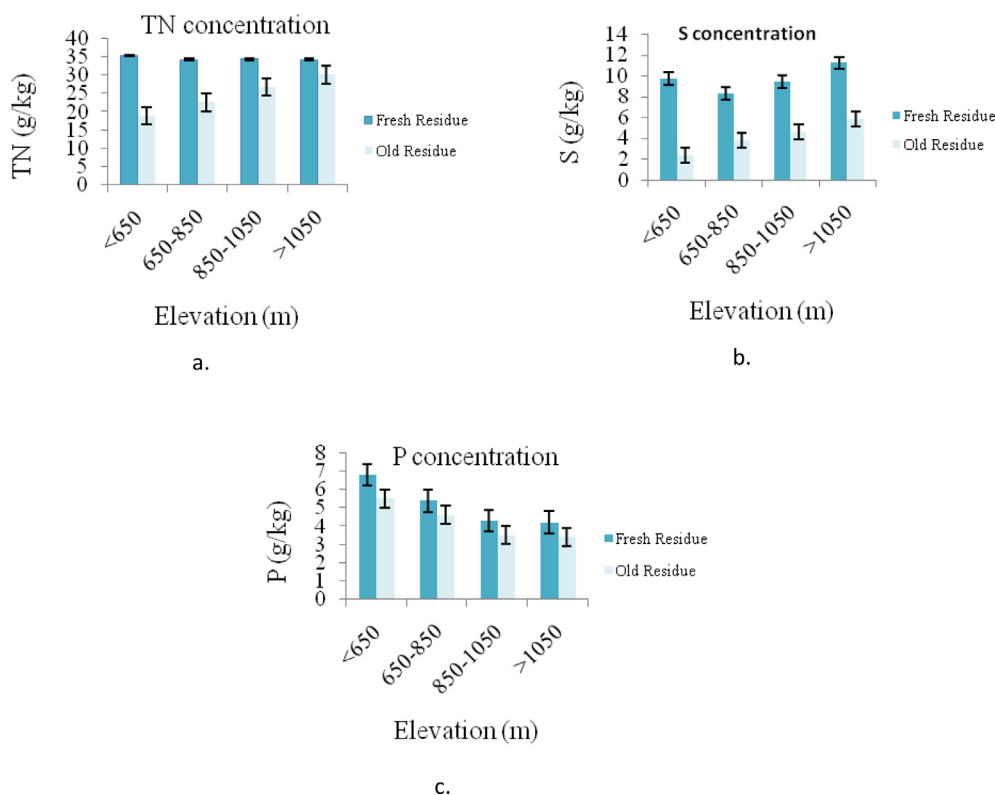 TN concentration
40
35
30
25
20
15
10
5
0
TN (g/kg)
<650
650-850
850-1050
>1050
Elevation (m)
Fresh Residue
Old Residue
a.
S concentration
14
12
10
8
6
4
2
0
S (g/kg)
<650
650-850
850-1050
>1050
Elevation (m)
Fresh Residue
Old Residue
b.
P concentration
8
7
6
5
4
3
2
1
0
P (g/kg)
<650
650-850
850-1050
>1050
Elevation (m)
Fresh Residue
Old Residue
c.